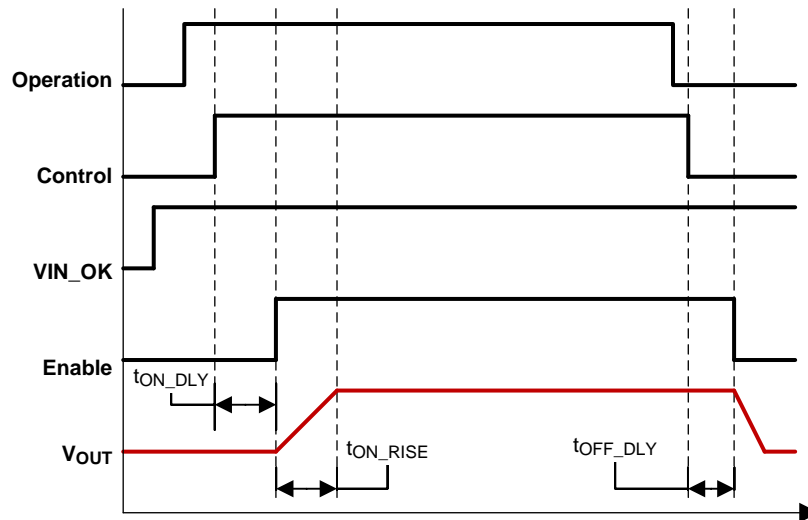 Operation
Control
VIN_OK
Enable
tON_DLY
VOUT
tON_RISE
tOFF_DLY